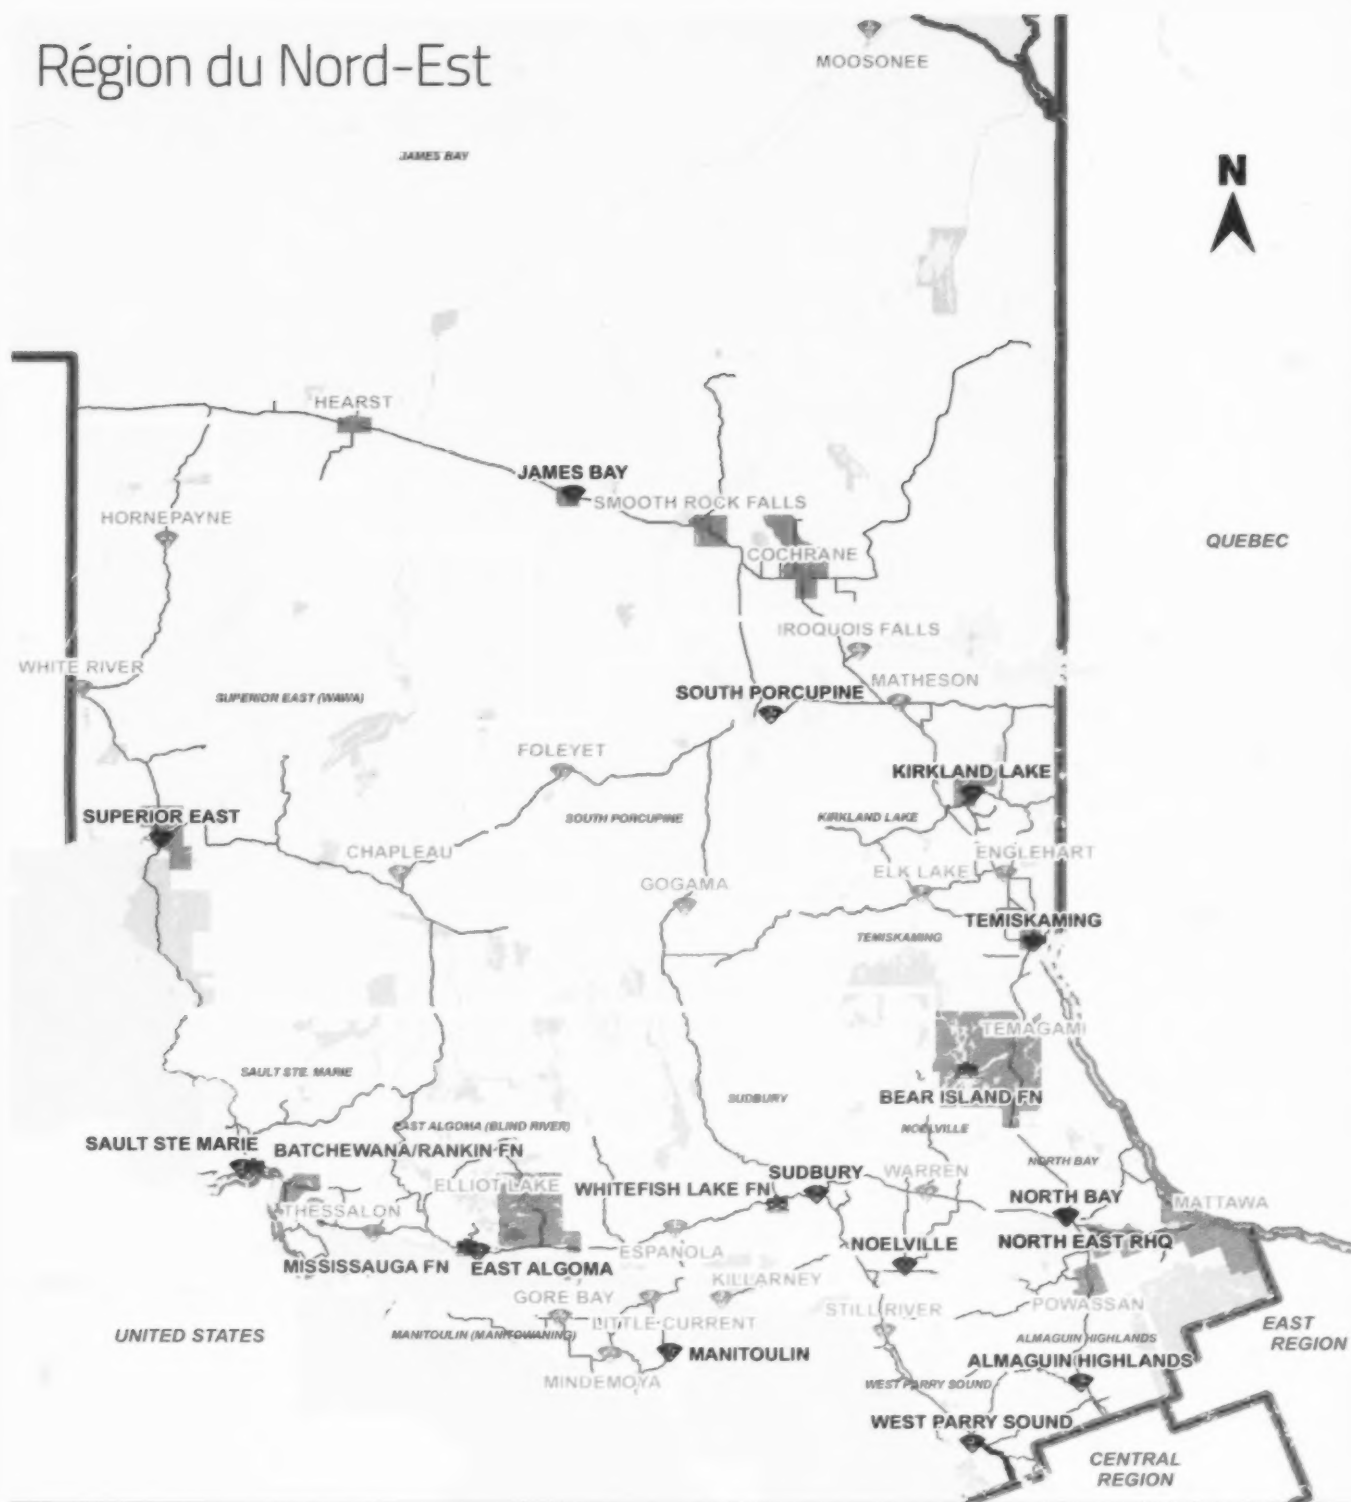 Région du Nord-Est
MOOSONEE
JAMES BAY
N
HEARST
JAMES BAY
SMOOTH ROCK FALLS
HORNEPAYNE
QUEBEC
COCHRANE
IROQUOIS FALLS
WHITE RIVER
MATHESON
SUPERIOR EAST (WAWA)
SOUTH PORCUPINE
FOLEYET
KIRKLAND LAKE
SUPERIOR EAST
SOUTH PORCUPINE
KIRKLAND LAKE
CHAPLEAU
ENGLEHART
ELK LAKE
GOGAMA
TEMISKAMING
TEMISKAMING
TEMAGAMI
SAULT STE. MARIE
SUDBURY
BEAR ISLAND FN
EAST ALGOMA (BLIND RIVER)
NOELVILLE
SAULT STE MARIE
BATCHEWANA/RANKIN FN
NORTH BAY
ELLIOT LAKE
WHITEFISH LAKE FN
SUDBURY
WARREN
NORTH BAY
MATTAWA
THESSALON
ESPANOLA
NOELVILLE
NORTH EAST RHQ
MISSISSAUGA FN
EAST ALGOMA
KILLARNEY
GORE BAY
LITTLE CURRENT
STILL RIVER
POWASSAN
UNITED STATES
MANITOULIN (MANITOWANING)
ALMAGUIN HIGHLANDS
EAST
REGION
MANITOULIN
ALMAGUIN HIGHLANDS
MINDEMOYA
WEST PARRY SOUND
WEST PARRY SOUND
CENTRAL
REGION